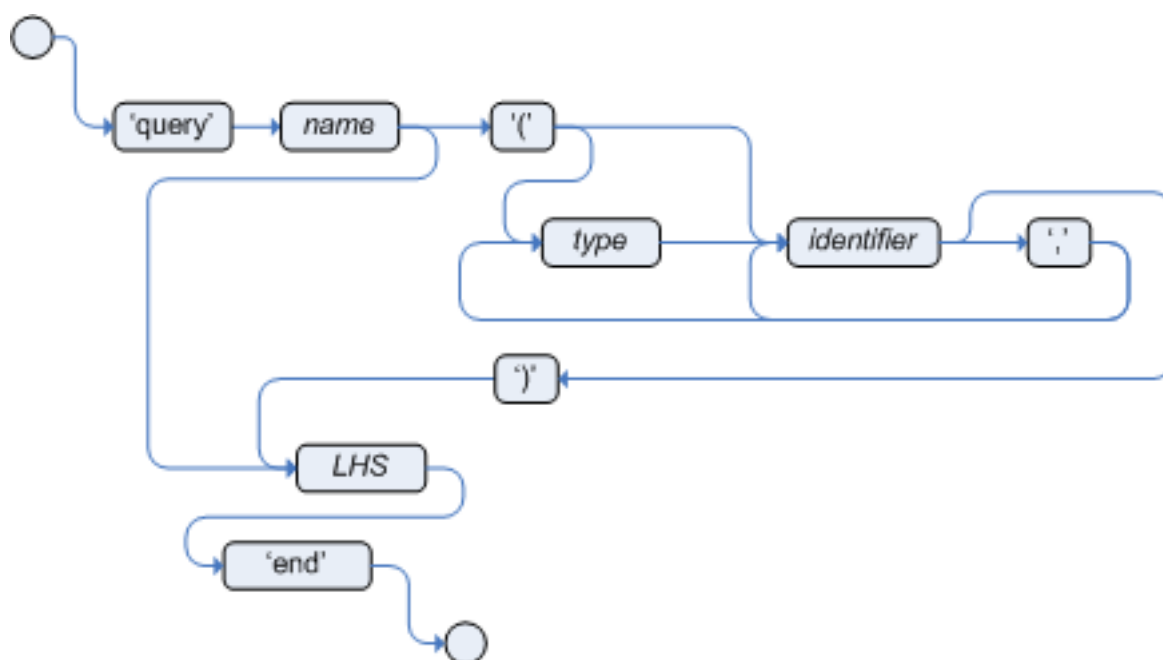 ‘query’ name '('
type identifier ‘,’
‘)’
LHS
‘end’